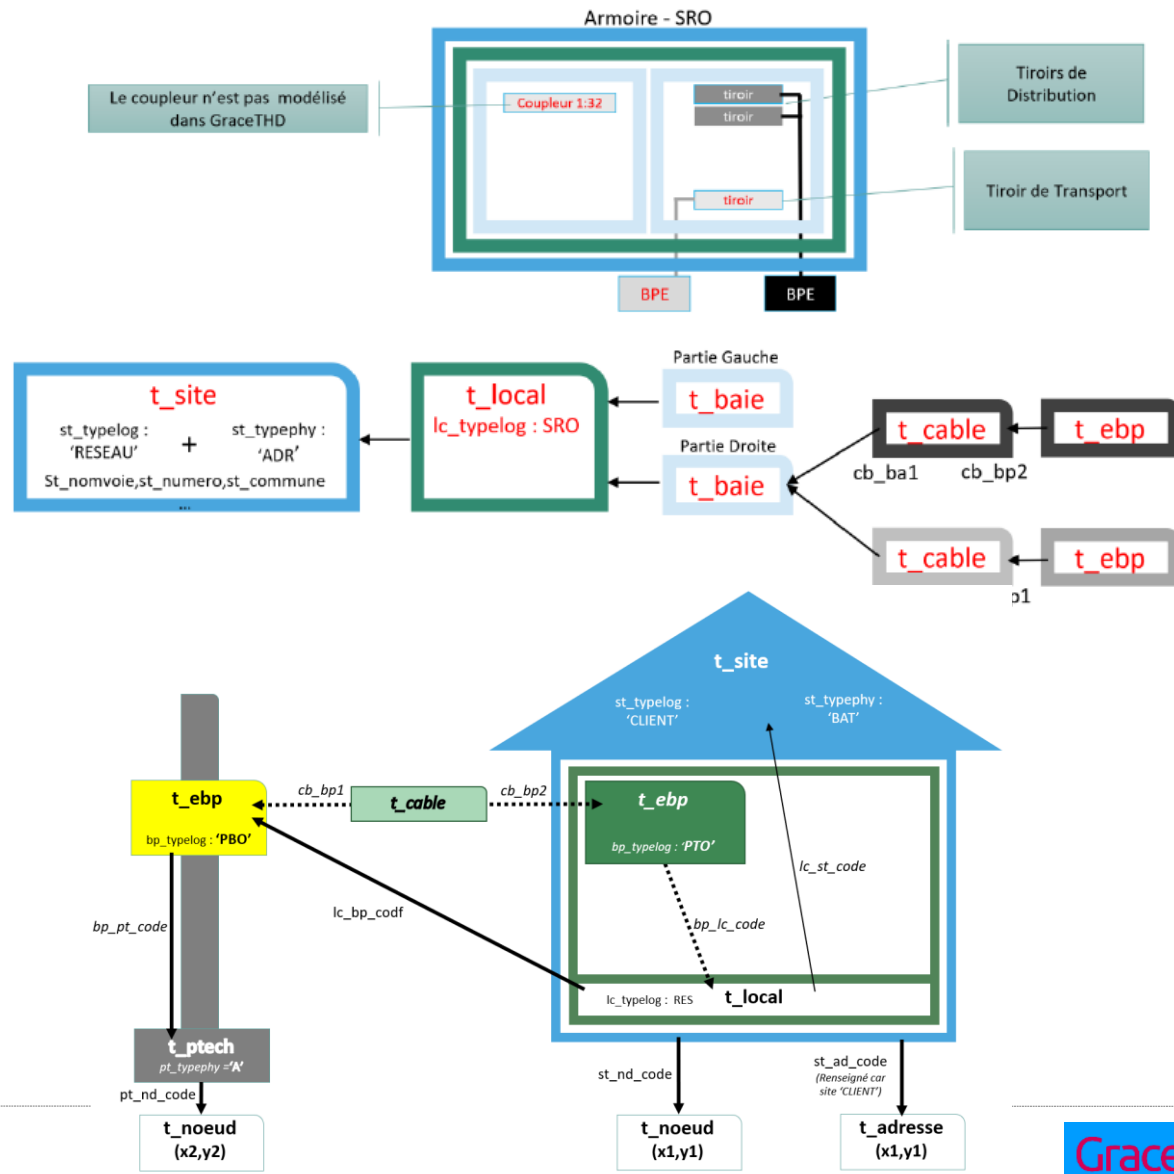 Armoire - SRO
Le coupleur n'est pas modélisé
dans GraceTHD
Coupleur 1:32
tiroir
tiroir
Tiroirs de
Distribution
tiroir
Tiroir de Transport
BPE
BPE
t_site
st_typelog :
'RESEAU'
+
st_typephy :
'ADR'
St_nomvoie,st_numero,st_commune
...
t_local
lc_typelog : SRO
Partie Gauche
t_baie
Partie Droite
t_baie
t_cable
t_ebp
cb_ba1
cb_bp2
t_cable
t_ebp
p1
t_site
st_typelog :
'CLIENT'
st_typephy :
'BAT'
t_ebp
bp_typelog : 'PBO'
cb_bp1
t_cable
cb_bp2
t_ebp
bp_typelog : 'PTO'
lc_st_code
bp_pt_code
lc_bp_codf
bp_lc_code
lc_typelog : RES
t_local
t_ptech
pt_typephy ='A'
pt_nd_code
st_nd_code
st_ad_code
(Renseigné car
site 'CLIENT')
t_noeud
(x2,y2)
t_noeud
(x1,y1)
t_adresse
(x1,y1)
Grace